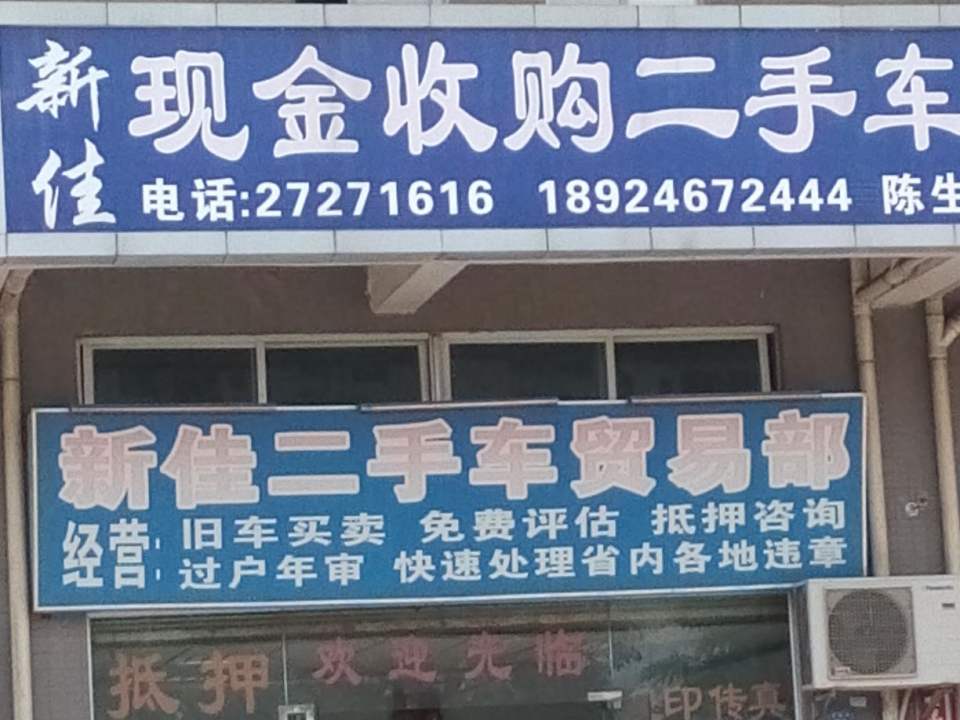 新佳
现金收购二手车
电话:27271616 18924672444 陈生
新佳二手车贸易部
经营:
旧车买卖 免费评估 抵押咨询
过户年审 快速处理省内各地违章
抵押 欢迎光临
印传真
Panasonic